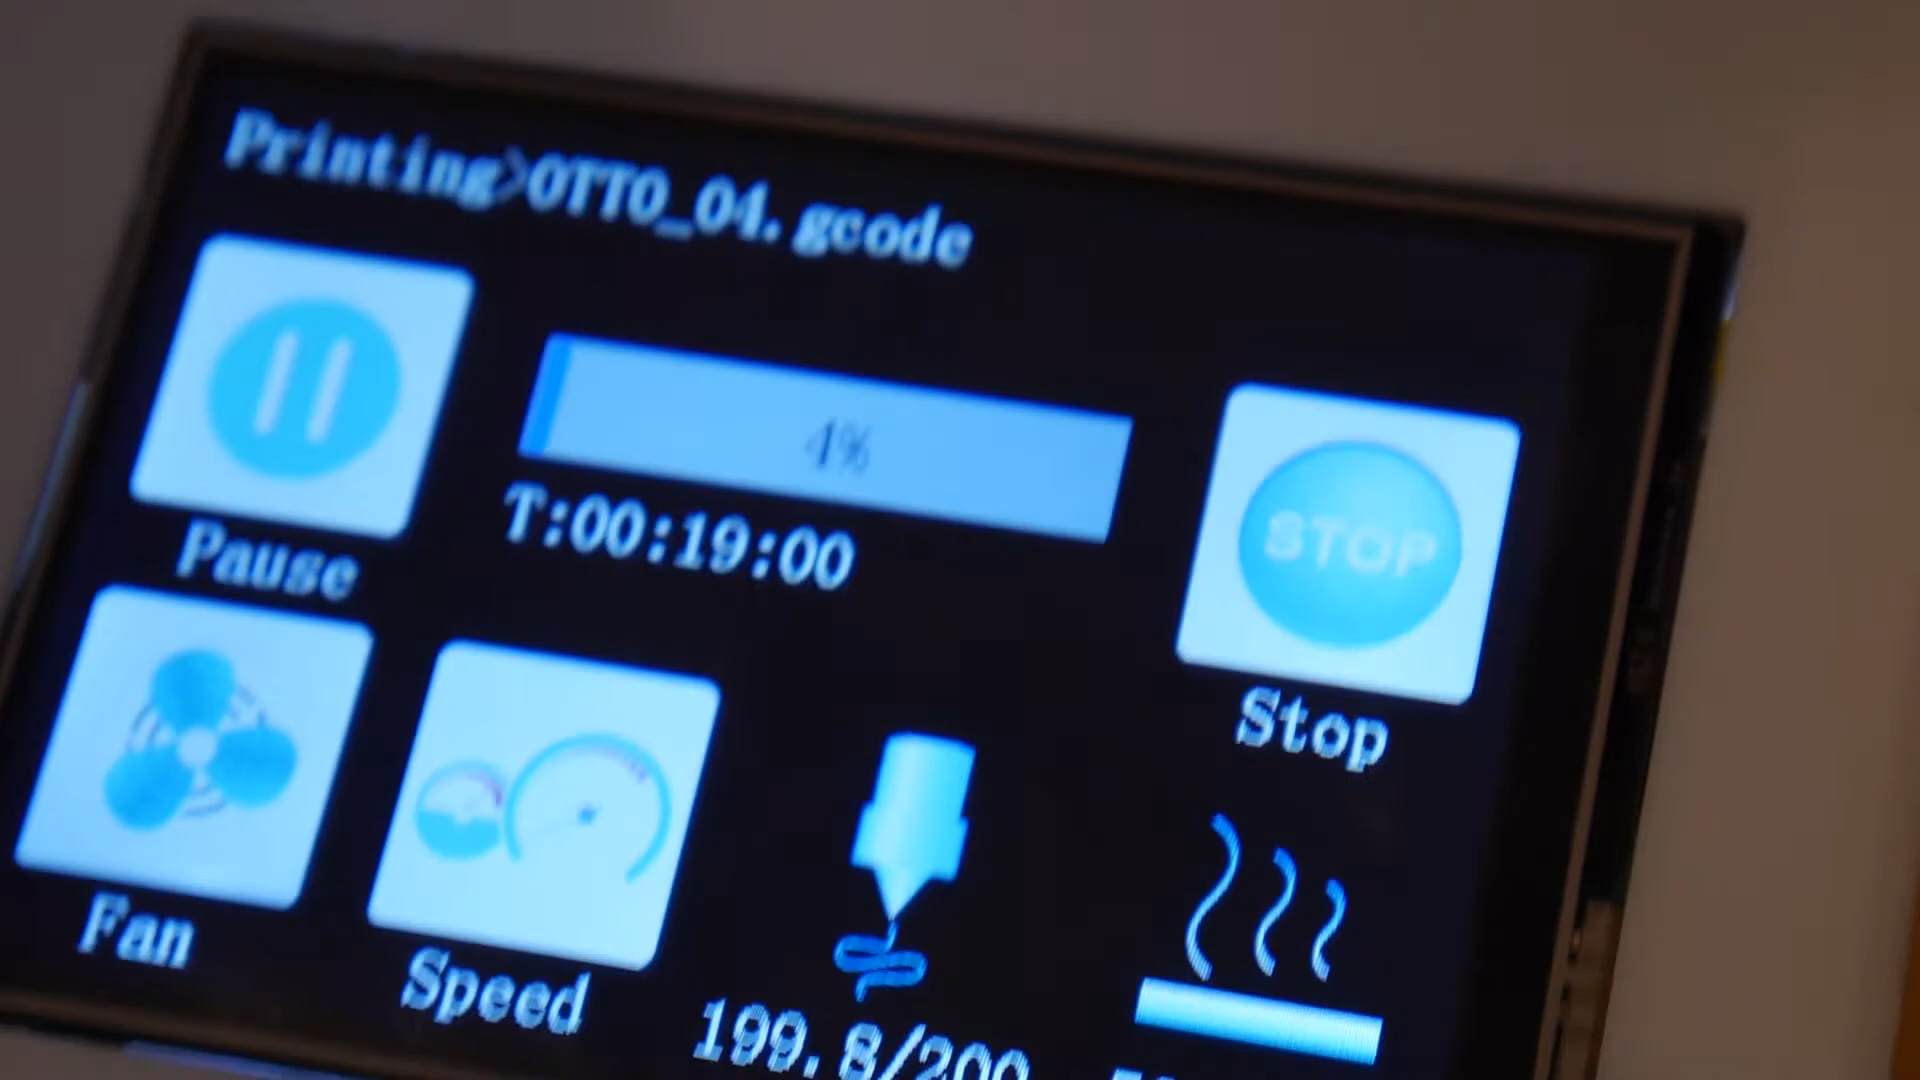 Printing>OTTO_04.gcode
4%
T:00:19:00
STOP
Pause
Stop
Fan
Speed
199.8/200